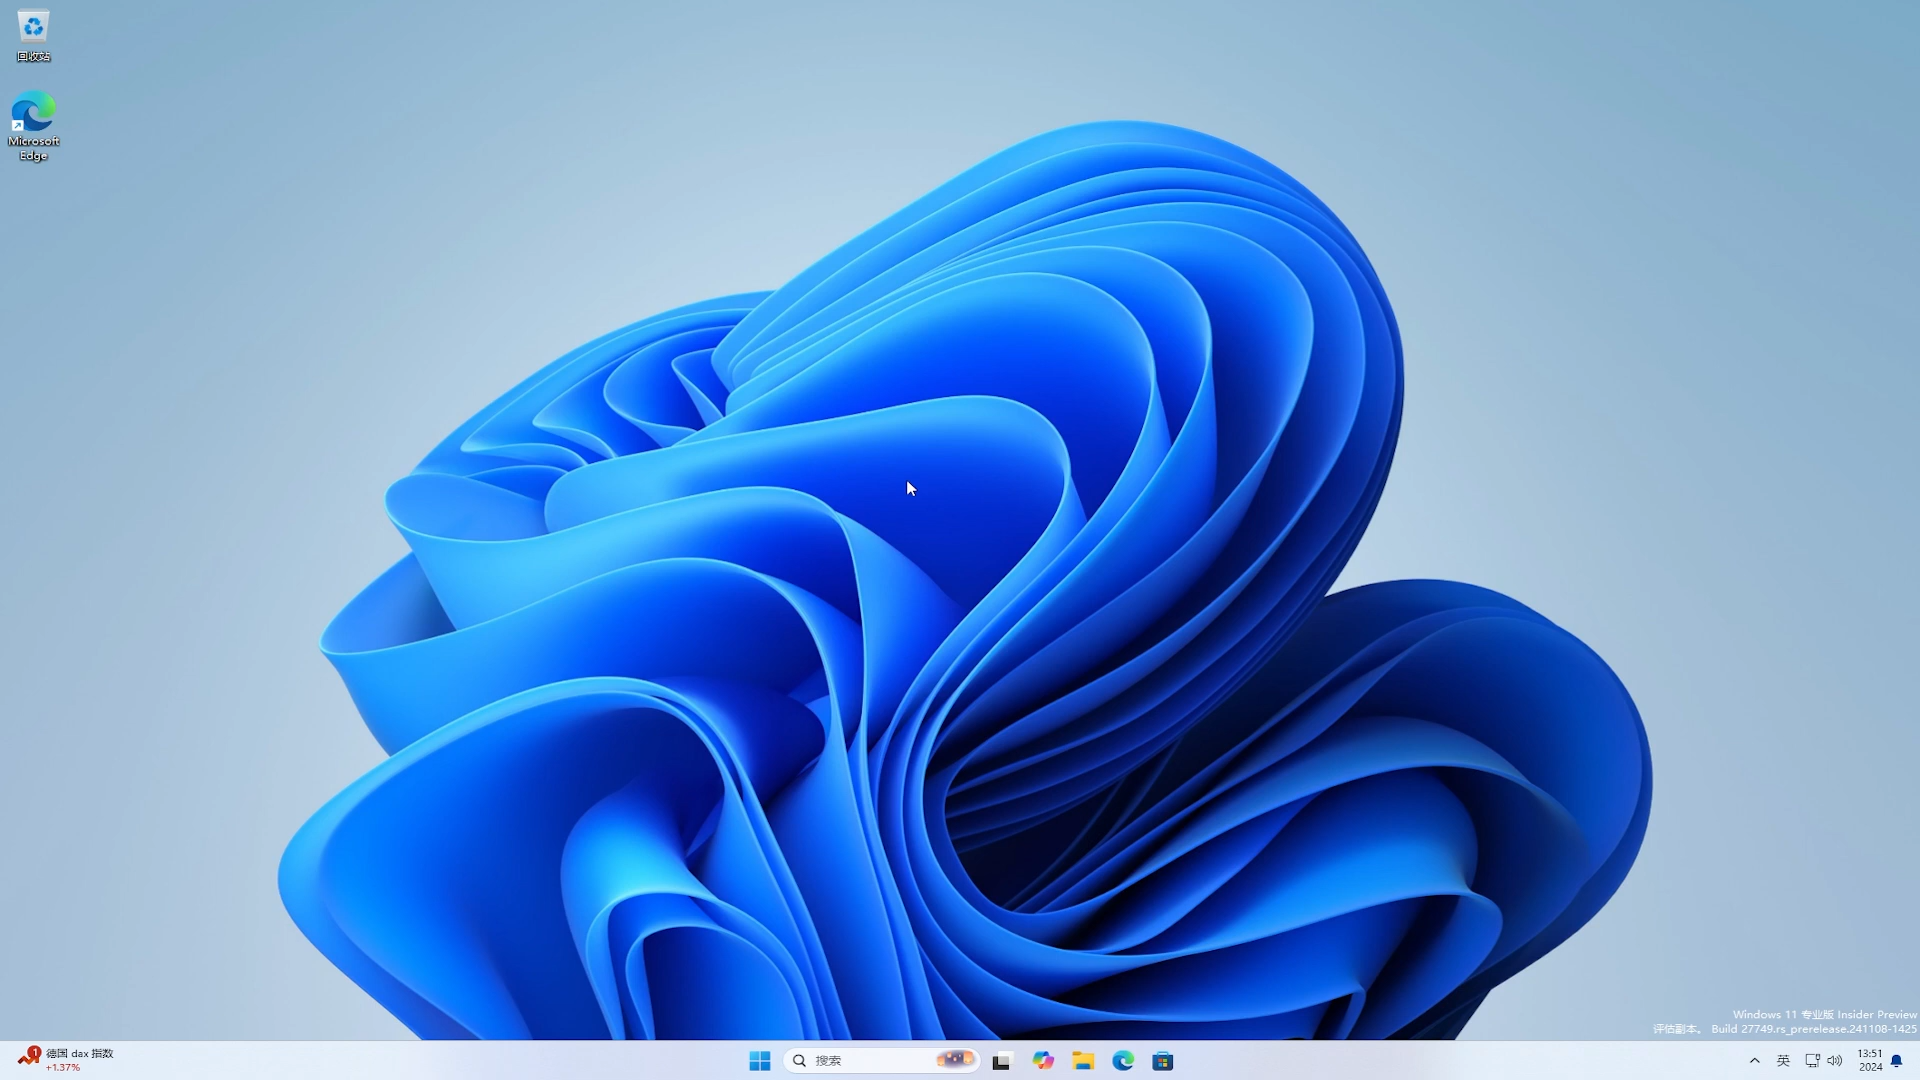 回收站
Microsoft
Edge
Windows 11 专业版 Insider Preview
评估副本。 Build 27749.rs_prerelease.241108-1425
1
德国 dax 指数
+1.37%
搜索
英
13:51
2024